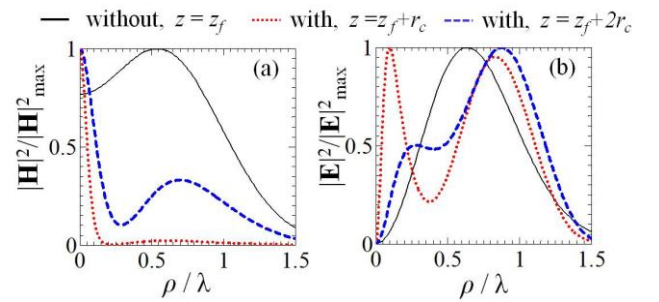 without, z = z_f with, z =z_f+r_c with, z = z_f+2r_c
(a) (b)
|H|²/|H|²_max
1
0.5
0
0 0.5 1 1.5
ρ / λ
|E|²/|E|²_max
1
0.5
0
0 0.5 1 1.5
ρ / λ